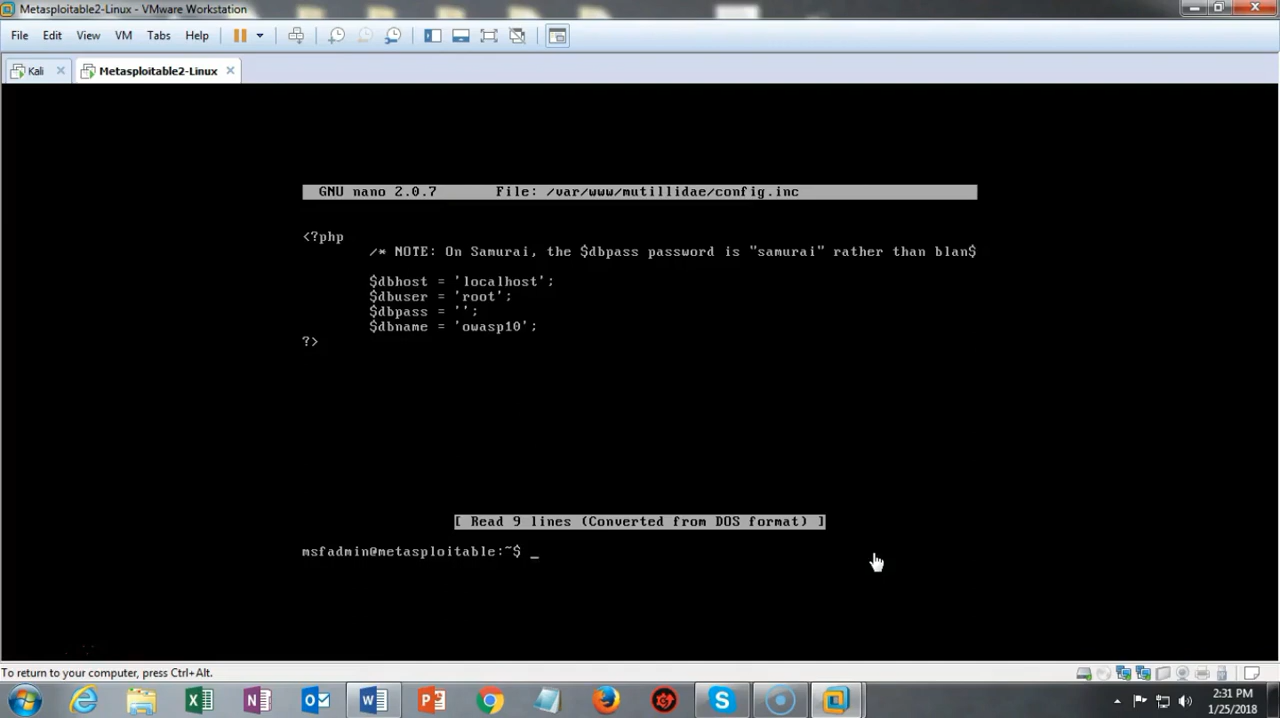 Metasploitable2-Linux - VMware Workstation
File Edit View VM Tabs Help
Kali Metasploitable2-Linux
GNU nano 2.0.7 File: /var/www/mutillidae/config.inc
<?php
/* NOTE: On Samurai, the $dbpass password is "samurai" rather than blan$
$dbhost = 'localhost';
$dbuser = 'root';
$dbpass = '';
$dbname = 'owasp10';
?>
[ Read 9 lines (Converted from DOS format) ]
msfadmin@metasploitable:~$ _
To return to your computer, press Ctrl+Alt.
2:31 PM
1/25/2018